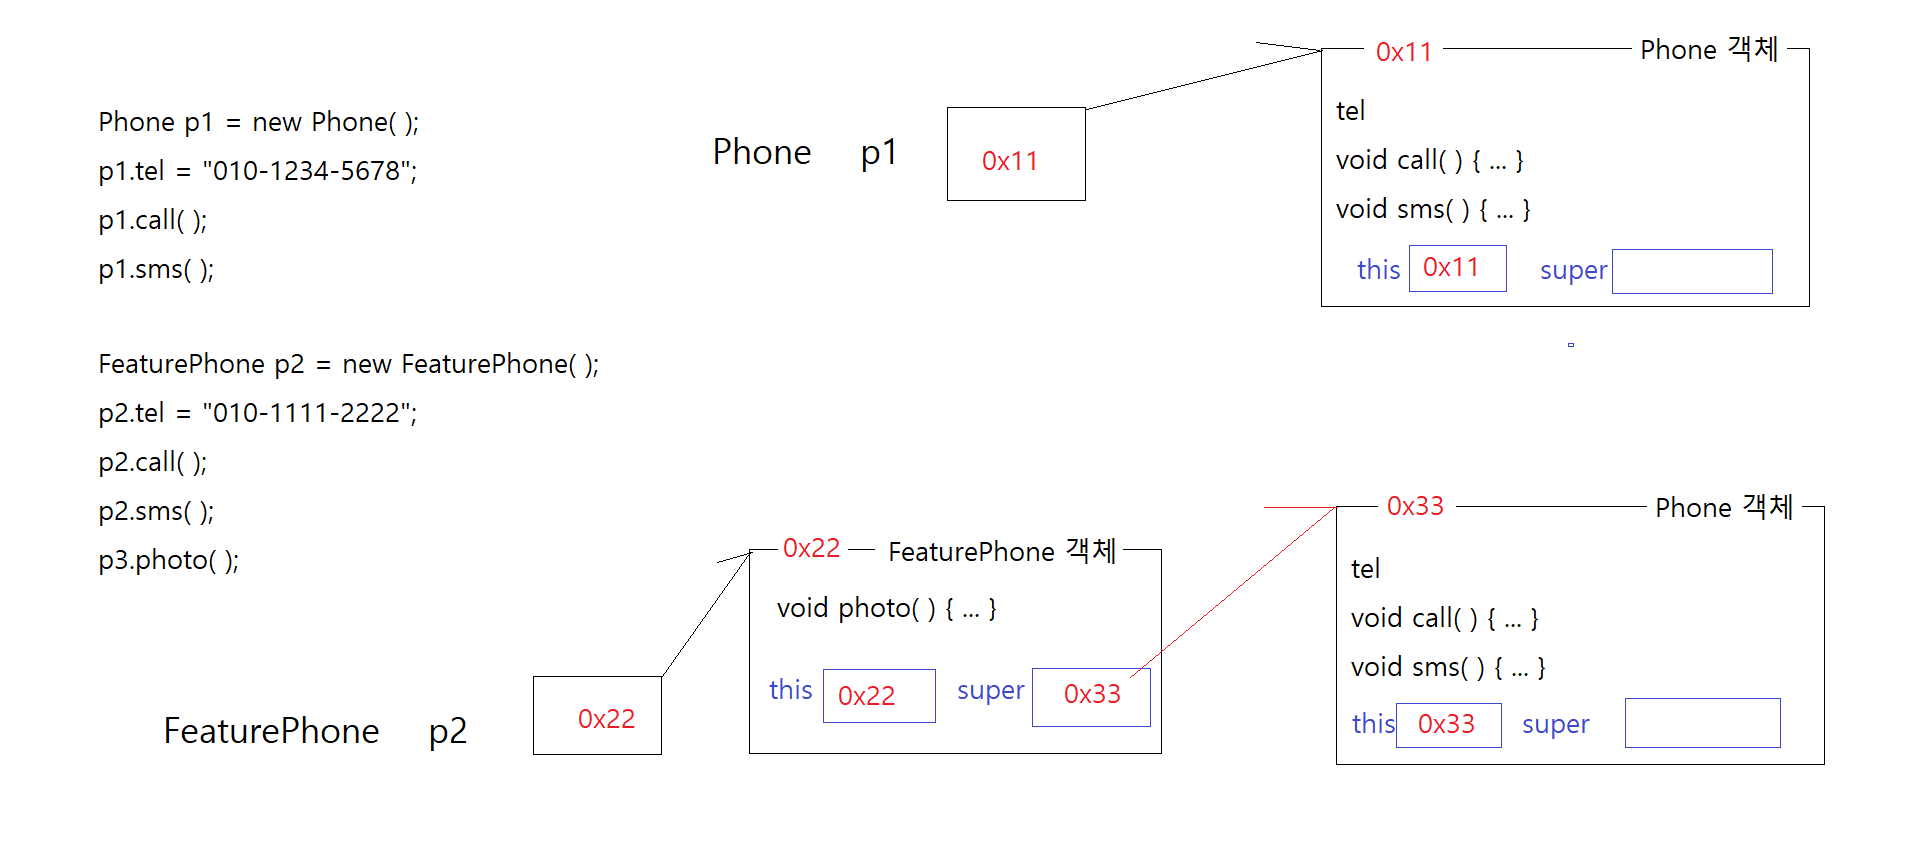 Phone p1 = new Phone( );
p1.tel = "010-1234-5678";
p1.call( );
p1.sms( );
Phone p1
0x11
0x11
Phone 객체
tel
void call( ) { ... }
void sms( ) { ... }
this 0x11 super
FeaturePhone p2 = new FeaturePhone( );
p2.tel = "010-1111-2222";
p2.call( );
p2.sms( );
p3.photo( );
FeaturePhone p2
0x22
0x22
FeaturePhone 객체
void photo( ) { ... }
this 0x22 super 0x33
0x33
Phone 객체
tel
void call( ) { ... }
void sms( ) { ... }
this 0x33 super